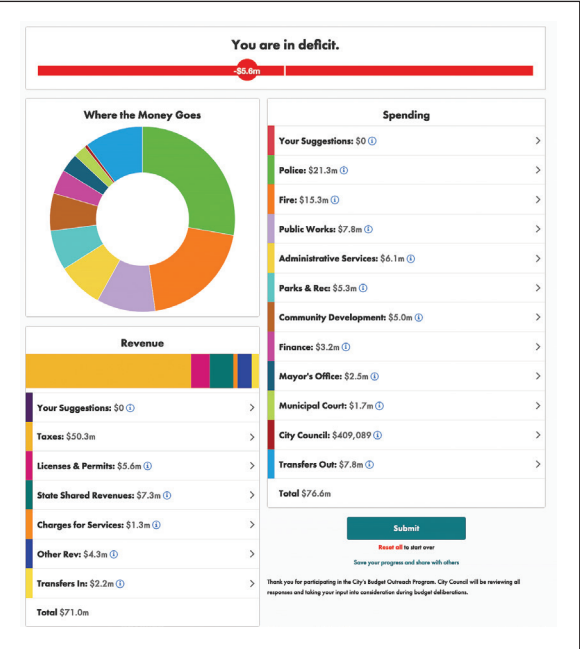 You are in deficit.
-$5.6m
Where the Money Goes
Revenue
Your Suggestions: $0
Taxes: $50.3m
Licenses & Permits: $5.6m
State Shared Revenues: $7.3m
Charges for Services: $1.3m
Other Rev: $4.3m
Transfers In: $2.2m
Total $71.0m
Spending
Your Suggestions: $0
Police: $21.3m
Fire: $15.3m
Public Works: $7.8m
Administrative Services: $6.1m
Parks & Rec: $5.3m
Community Development: $5.0m
Finance: $3.2m
Mayor's Office: $2.5m
Municipal Court: $1.7m
City Council: $409,089
Transfers Out: $7.8m
Total $76.6m
Submit
Reset all to start over
Save your progress and share with others
Thank you for participating in the City's Budget Outreach Program. City Council will be reviewing all
responses and taking your input into consideration during budget deliberations.